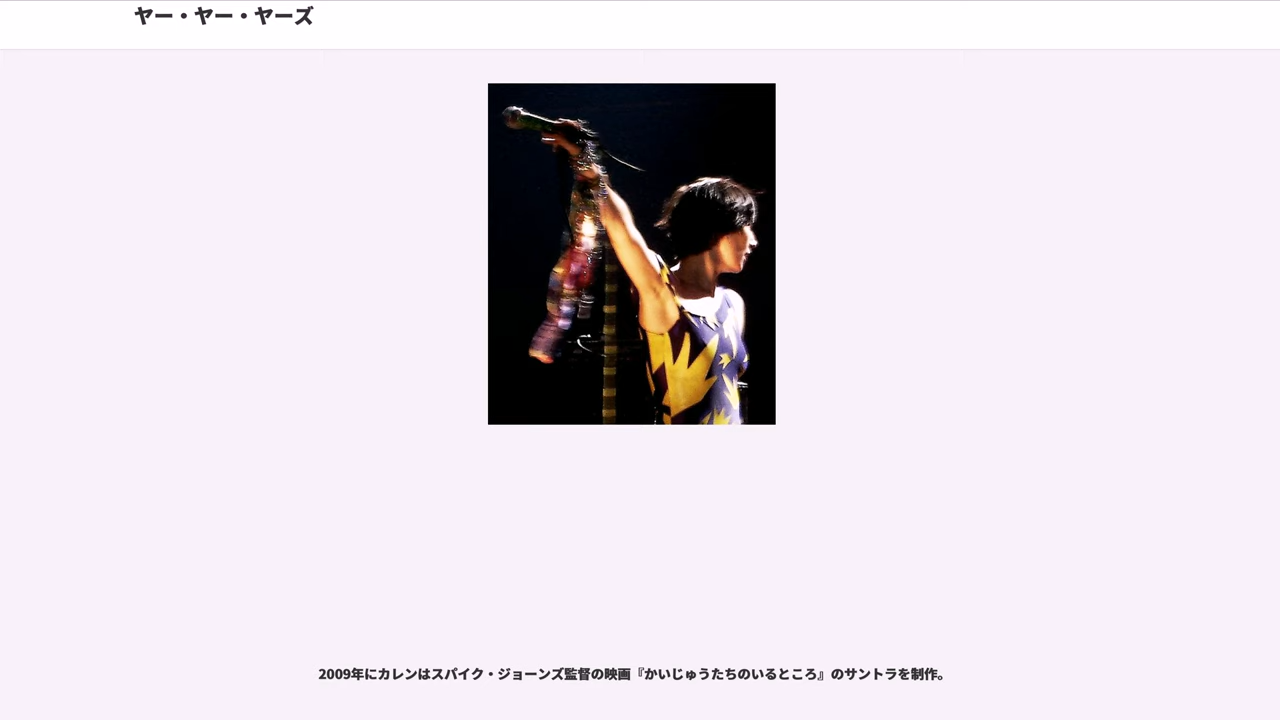 ヤー・ヤー・ヤーズ
2009年にカレンはスパイク・ジョーンズ監督の映画『かいじゅうたちのいるところ』のサントラを制作。